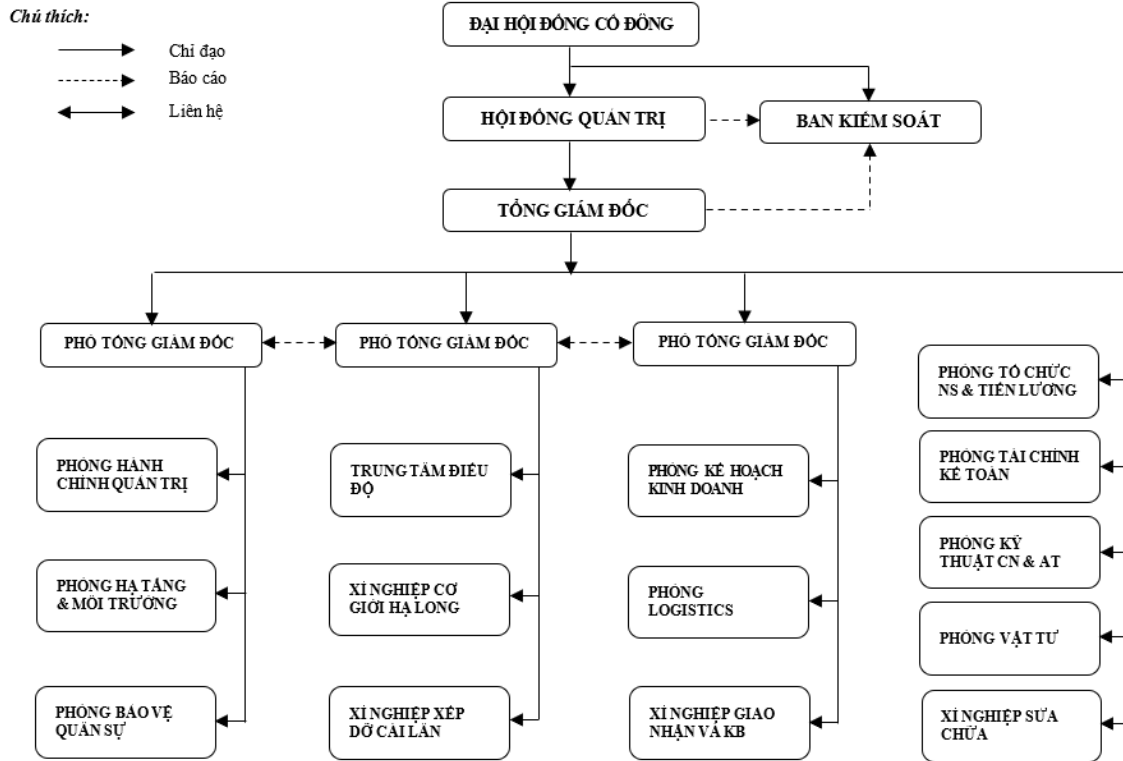 Chú thích:
Chỉ đạo
Báo cáo
Liên hệ
ĐẠI HỘI ĐỒNG CỔ ĐÔNG
HỘI ĐỒNG QUẢN TRỊ
BAN KIỂM SOÁT
TỔNG GIÁM ĐỐC
PHÓ TỔNG GIÁM ĐỐC
PHÓ TỔNG GIÁM ĐỐC
PHÓ TỔNG GIÁM ĐỐC
PHÒNG HÀNH
CHÍNH QUẢN TRỊ
PHÒNG HẠ TẦNG
& MÔI TRƯỜNG
PHÒNG BẢO VỆ
QUÂN SỰ
TRUNG TÂM ĐIỀU
ĐỘ
XÍ NGHIỆP CƠ
GIỚI HẠ LONG
XÍ NGHIỆP XẾP
DỠ CÁI LÂN
PHÒNG KẾ HOẠCH
KINH DOANH
PHÒNG
LOGISTICS
XÍ NGHIỆP GIAO
NHẬN VÀ KB
PHÒNG TỔ CHỨC
NS & TIỀN LƯƠNG
PHÒNG TÀI CHÍNH
KẾ TOÁN
PHÒNG KỸ
THUẬT CN & AT
PHÒNG VẬT TƯ
XÍ NGHIỆP SỬA
CHỮA